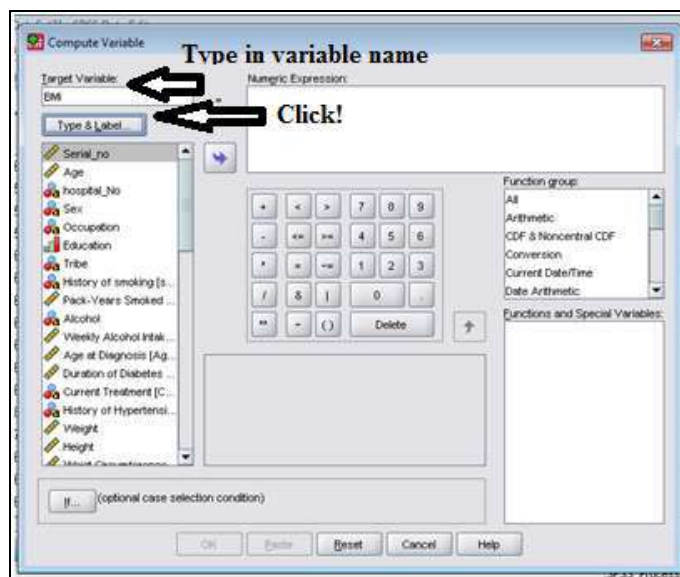 Compute Variable
Type in variable name
Target Variable:
Numeric Expression:
BMI
=
Click!
Type & Label...
Serial_no
Age
hospital_No
Sex
Occupation
Education
Tribe
History of smoking [s...
Pack-Years Smoked ...
Alcohol
Weekly Alcohol Intak...
Age at Diagnosis [Ag...
Duration of Diabetes ...
Current Treatment [C...
History of Hypertensi...
Weight
Height
+ < > 7 8 9
- <= >= 4 5 6
* = ~= 1 2 3
/ & | 0 .
** ~ ( ) Delete
Function group:
All
Arithmetic
CDF & Noncentral CDF
Conversion
Current Date/Time
Date Arithmetic
Functions and Special Variables:
If... (optional case selection condition)
OK Paste Reset Cancel Help